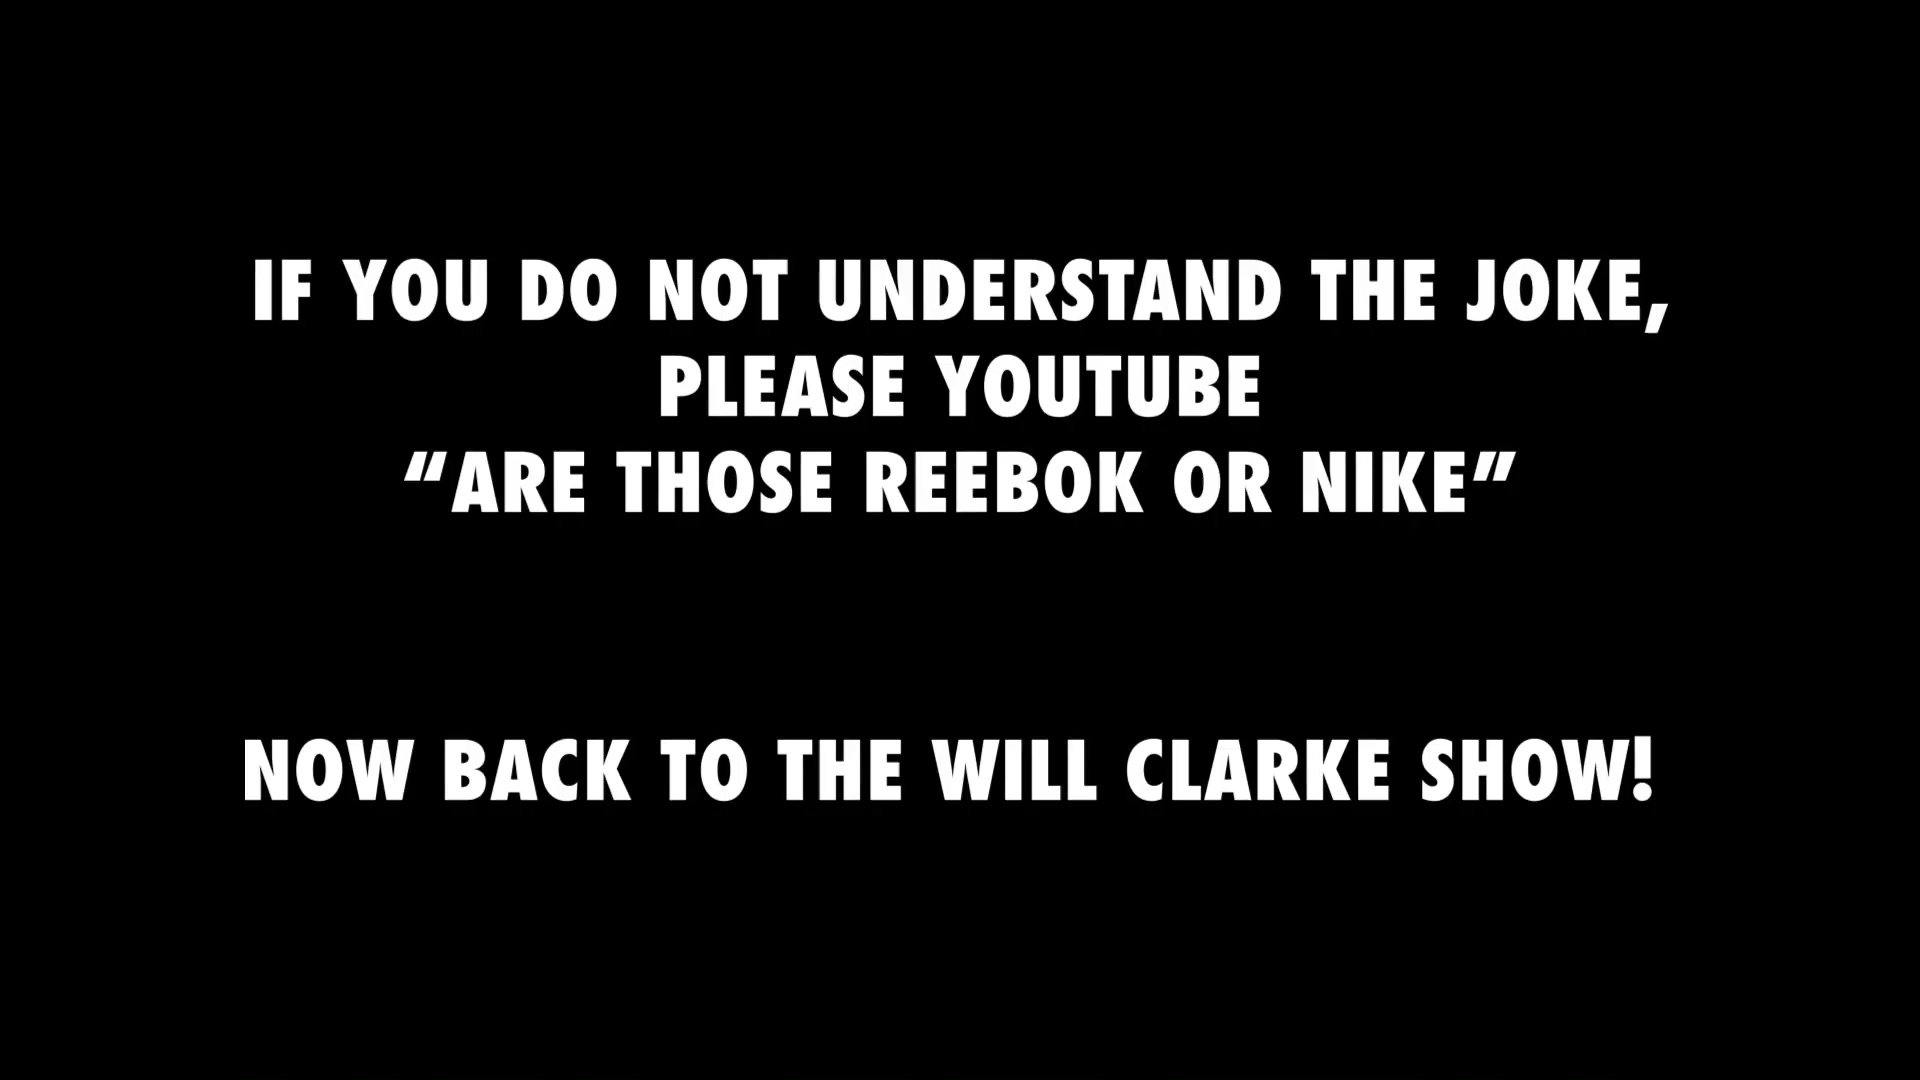 IF YOU DO NOT UNDERSTAND THE JOKE,
PLEASE YOUTUBE
“ARE THOSE REEBOK OR NIKE”
NOW BACK TO THE WILL CLARKE SHOW!